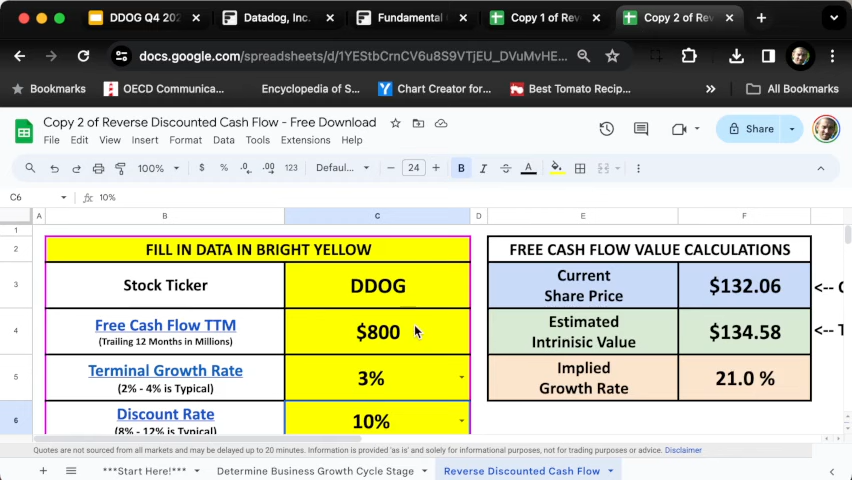 DDOG Q4 202
Datadog, Inc.
Fundamental
Copy 1 of Rev
Copy 2 of Rev
docs.google.com/spreadsheets/d/1YEStbCrnCV6u8S9VTjEU_DVuMvHE...
Bookmarks
OECD Communica...
Encyclopedia of S...
Chart Creator for...
Best Tomato Recip...
All Bookmarks
Copy 2 of Reverse Discounted Cash Flow - Free Download
File Edit View Insert Format Data Tools Extensions Help
Share
100% $ % .0 .00 123 Defaul... 24 B I S A
C6 fx 10%
A B C D E F
1
2 FILL IN DATA IN BRIGHT YELLOW FREE CASH FLOW VALUE CALCULATIONS
3 Stock Ticker DDOG Current Share Price $132.06 <--
4 Free Cash Flow TTM $800 Estimated Intrinisic Value $134.58 <--
(Trailing 12 Months in Millions)
5 Terminal Growth Rate 3% Implied Growth Rate 21.0 %
(2% - 4% is Typical)
6 Discount Rate 10%
(8% - 12% is Typical)
Quotes are not sourced from all markets and may be delayed up to 20 minutes. Information is provided 'as is' and solely for informational purposes, not for trading purposes or advice. Disclaimer
***Start Here!*** Determine Business Growth Cycle Stage Reverse Discounted Cash Flow